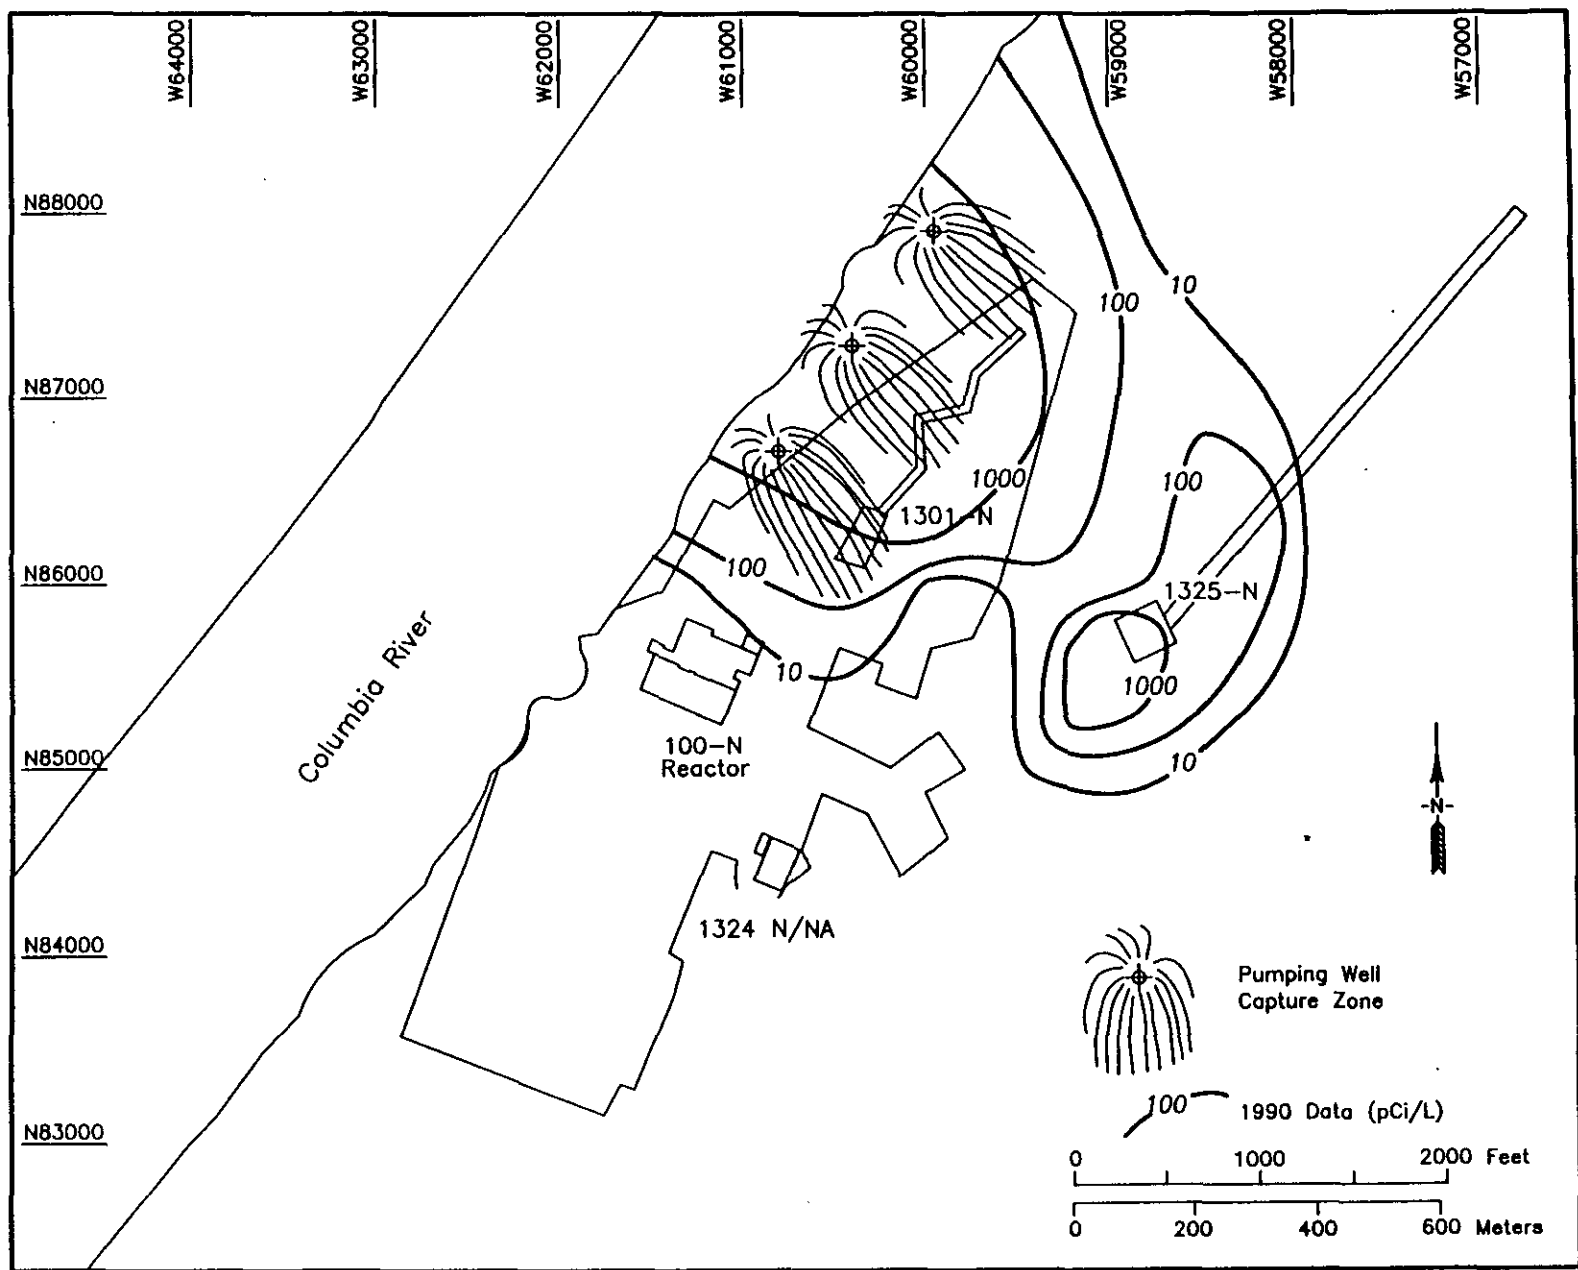 W64000
W63000
W62000
W61000
W60000
W59000
W58000
W57000
N88000
N87000
N86000
N85000
N84000
N83000
100
10
1000
1301-N
100
100
1325-N
10
1000
10
Columbia River
100-N
Reactor
1324 N/NA
-N-
Pumping Well
Capture Zone
100
1990 Data (pCi/L)
0 1000 2000 Feet
0 200 400 600 Meters